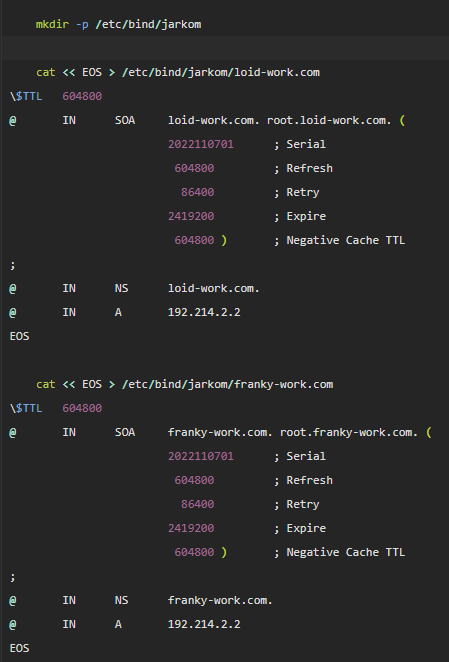 mkdir -p /etc/bind/jarkom
cat << EOS > /etc/bind/jarkom/loid-work.com
\$TTL 604800
@ IN SOA loid-work.com. root.loid-work.com. (
2022110701 ; Serial
604800 ; Refresh
86400 ; Retry
2419200 ; Expire
604800 ) ; Negative Cache TTL
;
@ IN NS loid-work.com.
@ IN A 192.214.2.2
EOS
cat << EOS > /etc/bind/jarkom/franky-work.com
\$TTL 604800
@ IN SOA franky-work.com. root.franky-work.com. (
2022110701 ; Serial
604800 ; Refresh
86400 ; Retry
2419200 ; Expire
604800 ) ; Negative Cache TTL
;
@ IN NS franky-work.com.
@ IN A 192.214.2.2
EOS